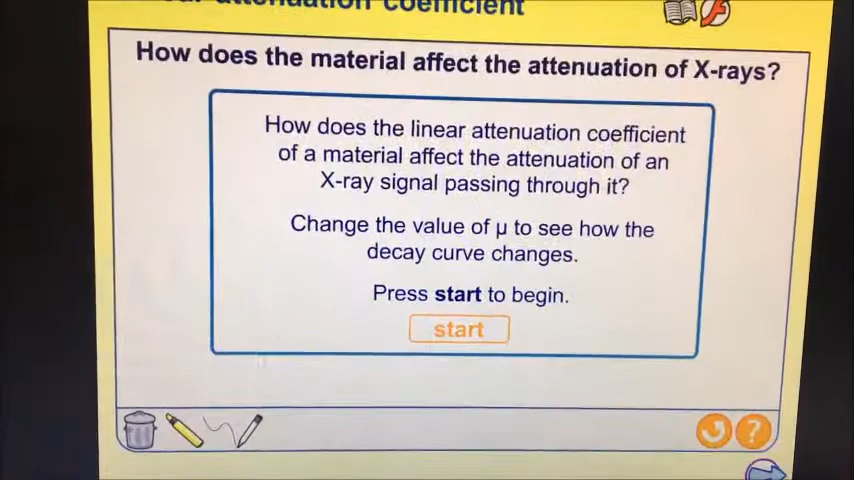 attenuation coefficient
How does the material affect the attenuation of X-rays?
How does the linear attenuation coefficient
of a material affect the attenuation of an
X-ray signal passing through it?
Change the value of μ to see how the
decay curve changes.
Press start to begin.
start
?